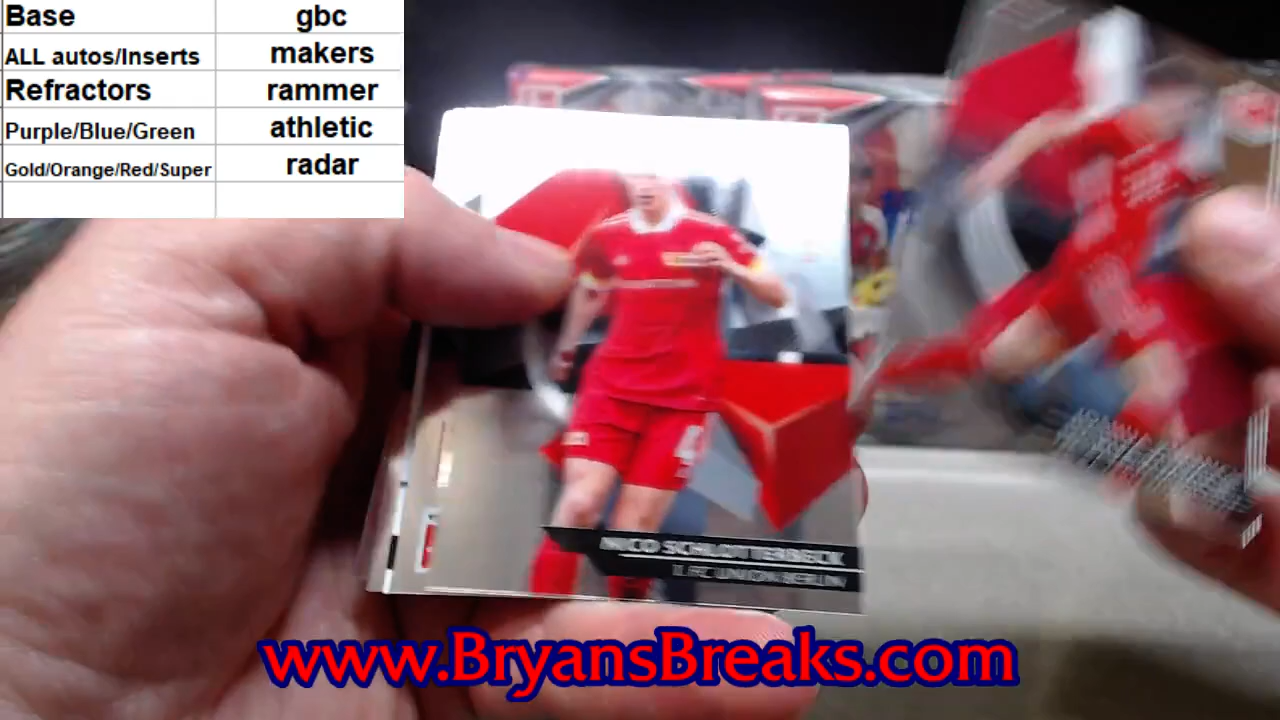 Base gbc
ALL autos/Inserts makers
Refractors rammer
Purple/Blue/Green athletic
Gold/Orange/Red/Super radar
NICO SCHLOTTERBECK
1. FC UNION BERLIN
4
www.BryansBreaks.com